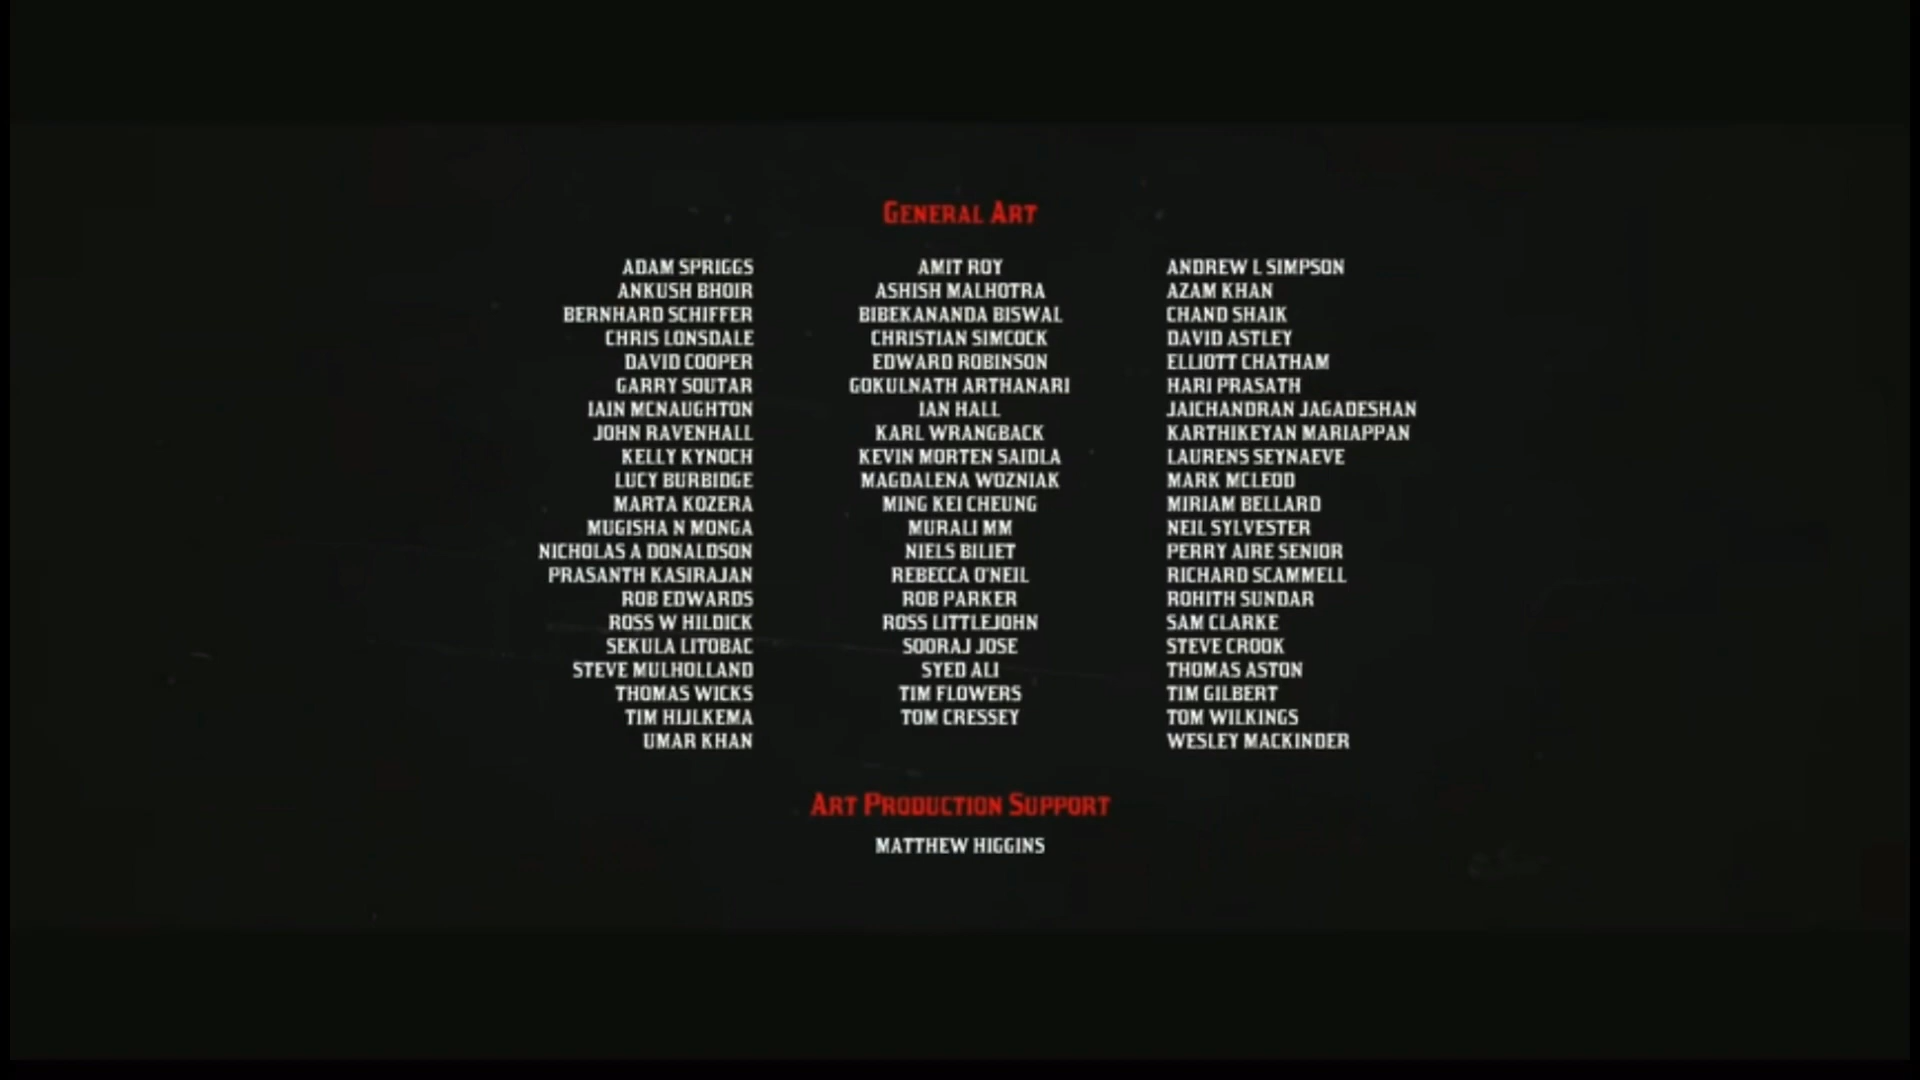 GENERAL ART
ADAM SPRIGGS AMIT ROY ANDREW L SIMPSON
ANKUSH BHOIR ASHISH MALHOTRA AZAM KHAN
BERNHARD SCHIFFER BIBEKANANDA BISWAL CHAND SHAIK
CHRIS LONSDALE CHRISTIAN SIMCOCK DAVID ASTLEY
DAVID COOPER EDWARD ROBINSON ELLIOTT CHATHAM
GARRY SOUTAR GOKULNATH ARTHANARI HARI PRASATH
IAIN MCNAUGHTON IAN HALL JAICHANDRAN JAGADESHAN
JOHN RAVENHALL KARL WRANGBACK KARTHIKEYAN MARIAPPAN
KELLY KYNOCH KEVIN MORTEN SAIDLA LAURENS SEYNAEVE
LUCY BURBIDGE MAGDALENA WOZNIAK MARK MCLEOD
MARTA KOZERA MING KEI CHEUNG MIRIAM BELLARD
MUGISHA N MONGA MURALI MM NEIL SYLVESTER
NICHOLAS A DONALDSON NIELS BILIET PERRY AIRE SENIOR
PRASANTH KASIRAJAN REBECCA O'NEIL RICHARD SCAMMELL
ROB EDWARDS ROB PARKER ROHITH SUNDAR
ROSS W HILDICK ROSS LITTLEJOHN SAM CLARKE
SEKULA LITOBAC SOORAJ JOSE STEVE CROOK
STEVE MULHOLLAND SYED ALI THOMAS ASTON
THOMAS WICKS TIM FLOWERS TIM GILBERT
TIM HIJLKEMA TOM CRESSEY TOM WILKINGS
UMAR KHAN WESLEY MACKINDER
ART PRODUCTION SUPPORT
MATTHEW HIGGINS